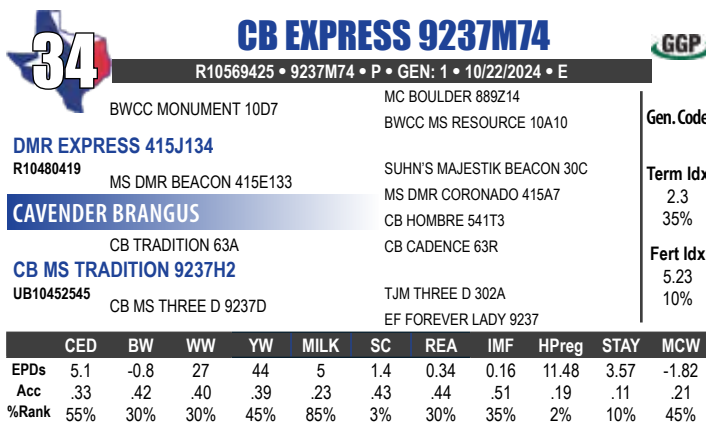 34
CB EXPRESS 9237M74
GGP
R10569425 • 9237M74 • P • GEN: 1 • 10/22/2024 • E
MC BOULDER 889Z14
BWCC MONUMENT 10D7
BWCC MS RESOURCE 10A10
DMR EXPRESS 415J134
R10480419
SUHN'S MAJESTIK BEACON 30C
MS DMR BEACON 415E133
MS DMR CORONADO 415A7
CAVENDER BRANGUS
CB HOMBRE 541T3
CB TRADITION 63A
CB CADENCE 63R
CB MS TRADITION 9237H2
UB10452545
TJM THREE D 302A
CB MS THREE D 9237D
EF FOREVER LADY 9237
Gen. Code
Term Idx
2.3
35%
Fert Idx
5.23
10%
CED BW WW YW MILK SC REA IMF HPreg STAY MCW
EPDs 5.1 -0.8 27 44 5 1.4 0.34 0.16 11.48 3.57 -1.82
Acc .33 .42 .40 .39 .23 .43 .44 .51 .19 .11 .21
%Rank 55% 30% 30% 45% 85% 3% 30% 35% 2% 10% 45%